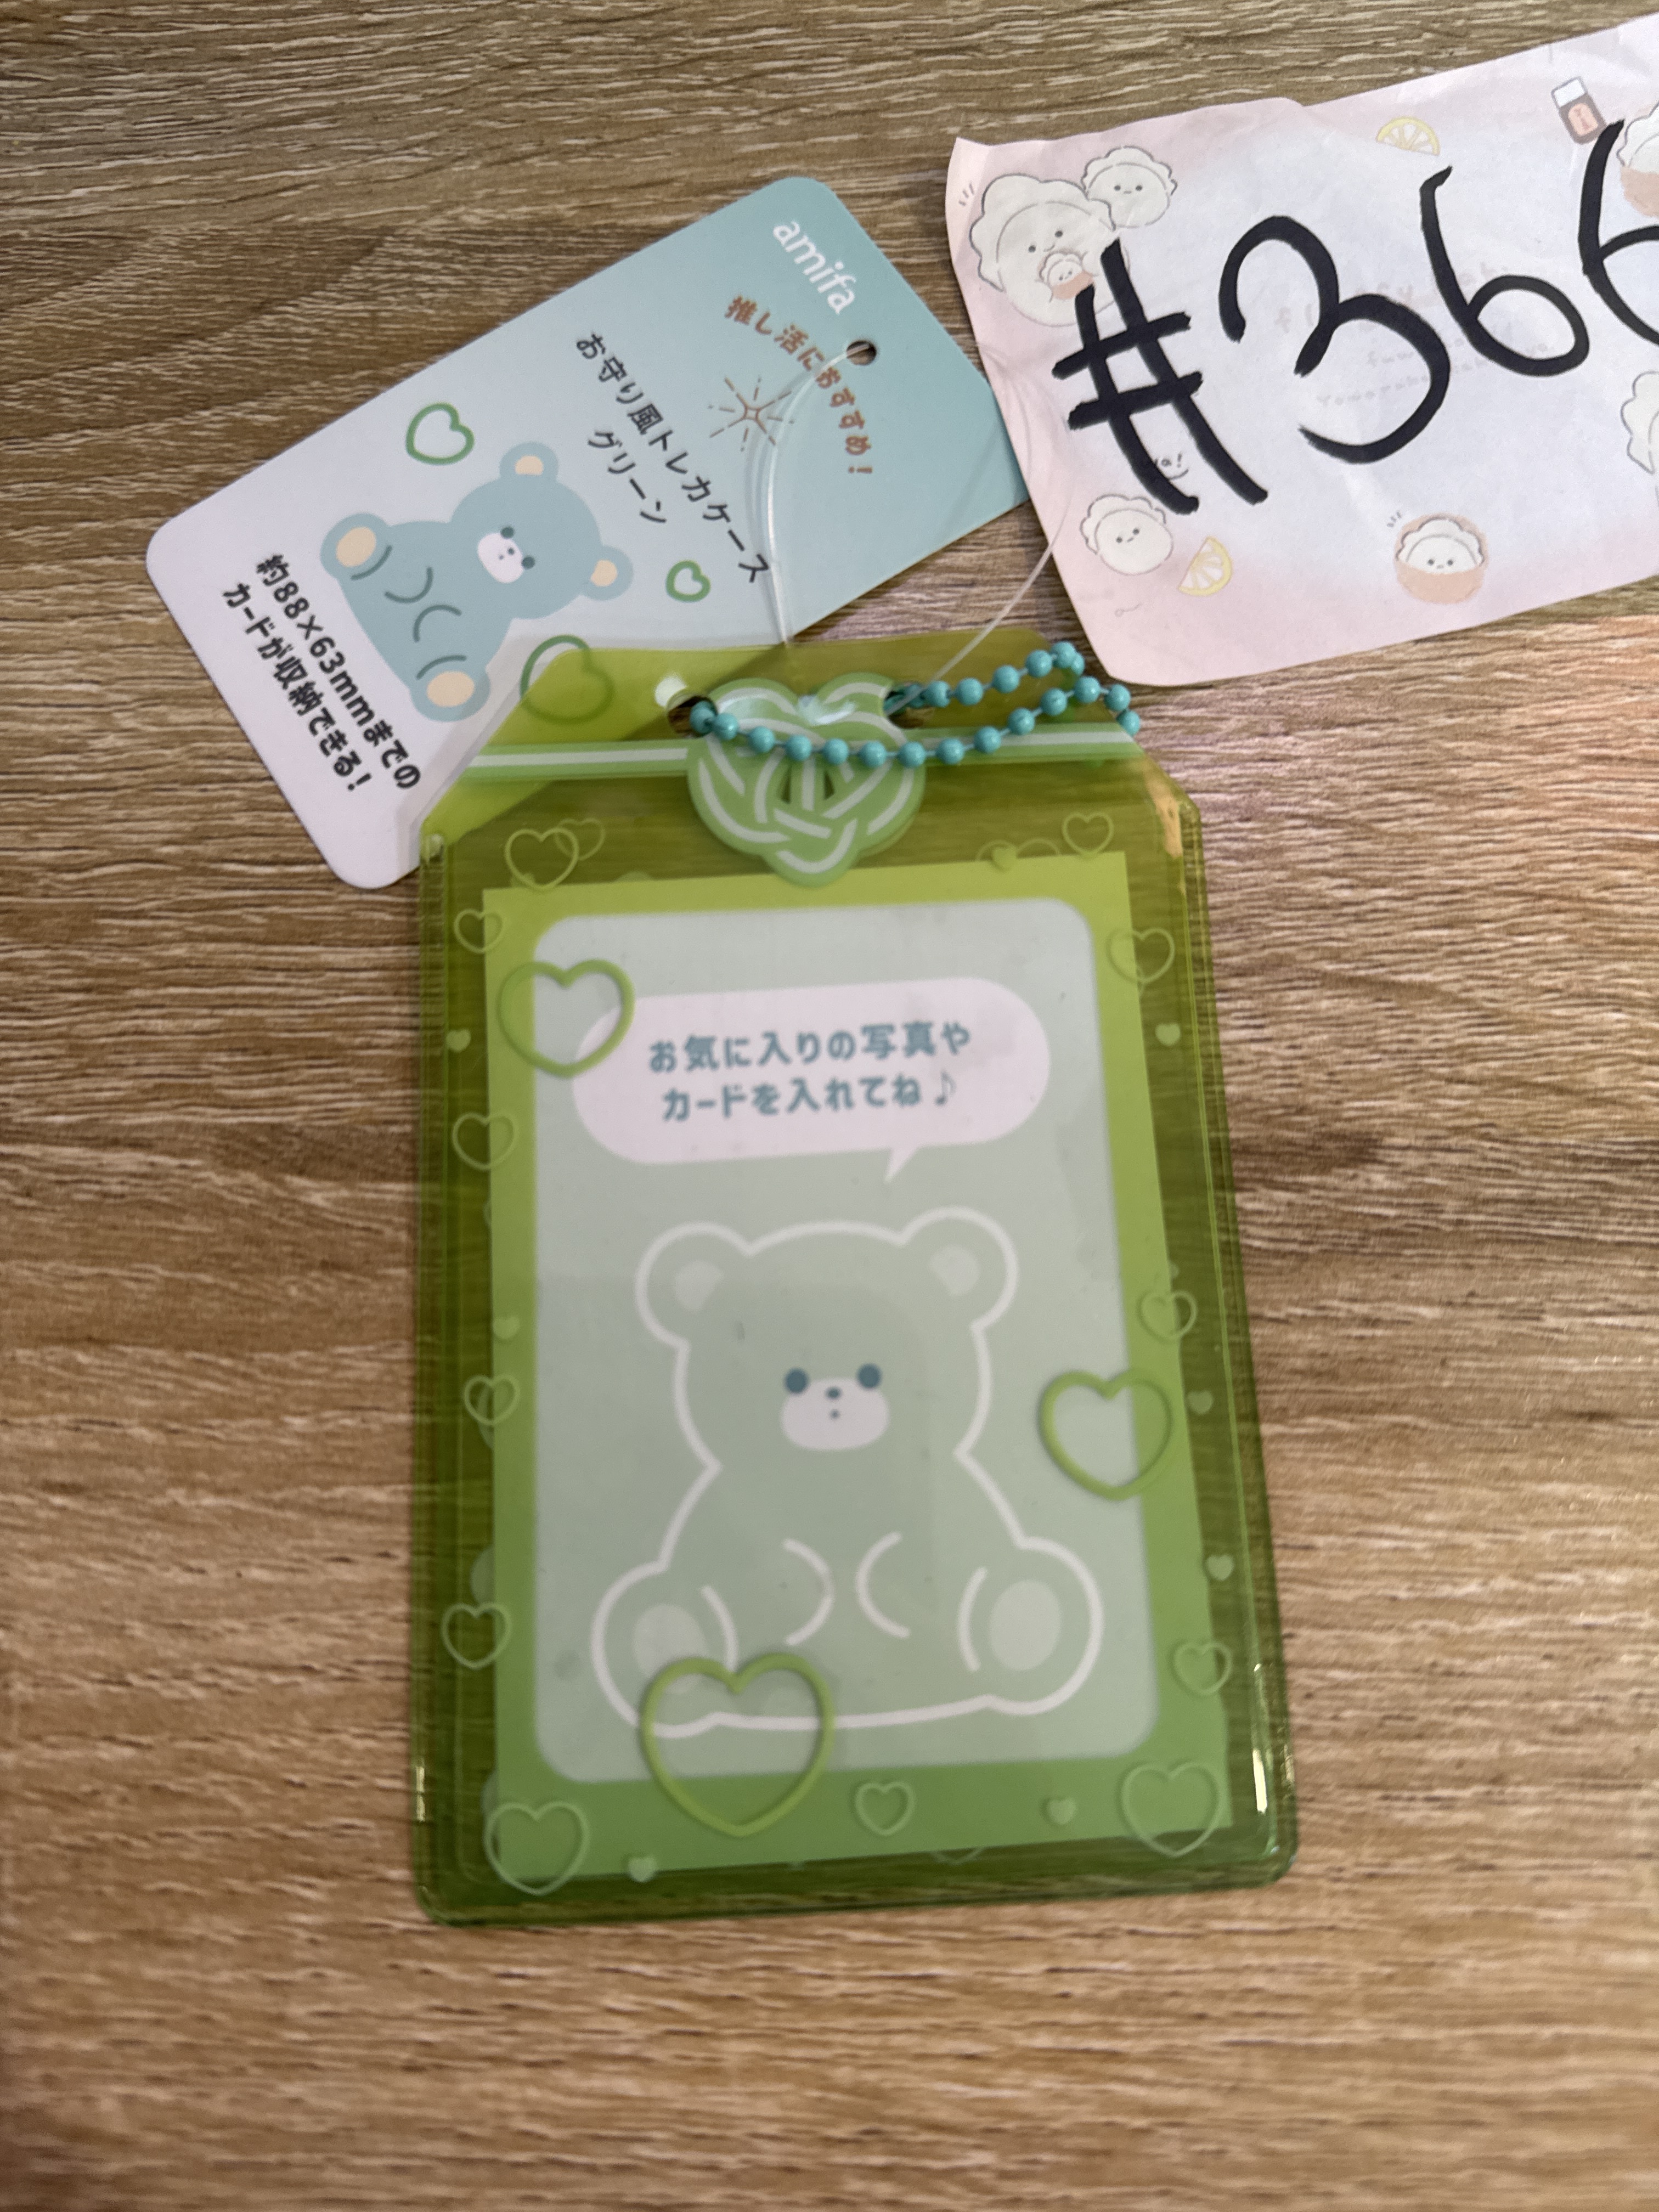 amifa
推し活におすすめ!
お守り風トレカケース
グリーン
約88×63mmまでの
カードが収納できる!
#366
お気に入りの写真や
カードを入れてね♪